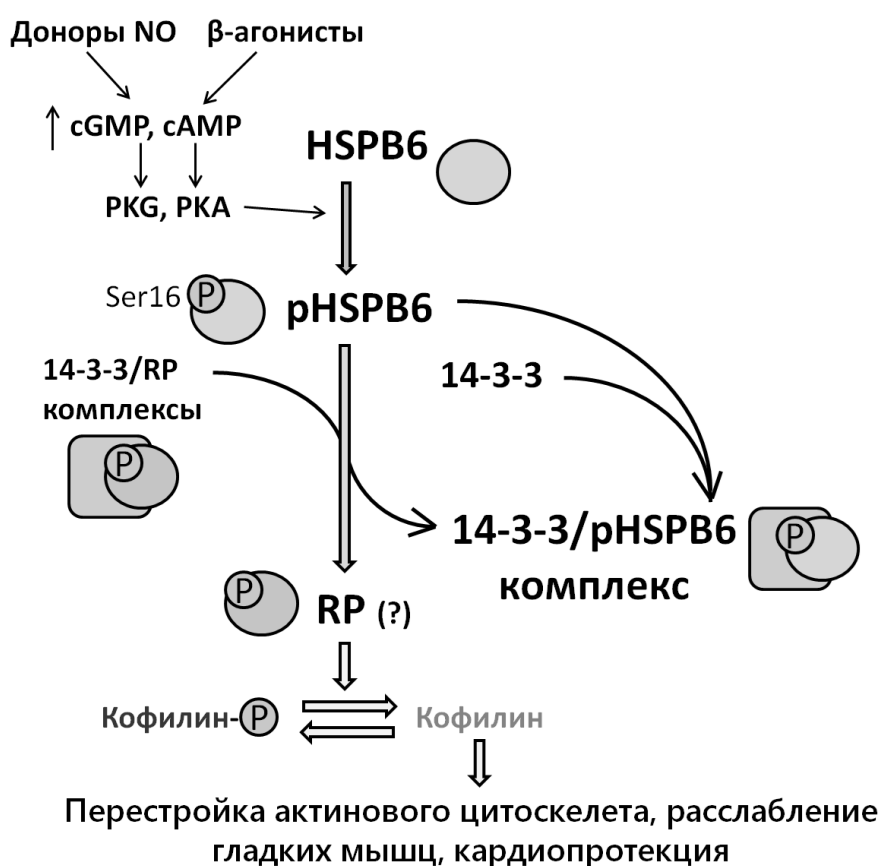 Доноры NO β-агонисты
cGMP, cAMP
HSPB6
PKG, PKA
Ser16 P
pHSPB6
14-3-3/RP
комплексы
14-3-3
P
14-3-3/pHSPB6
комплекс
P
P
RP (?)
Кофилин-P
Кофилин
Перестройка актинового цитоскелета, расслабление
гладких мышц, кардиопротекция